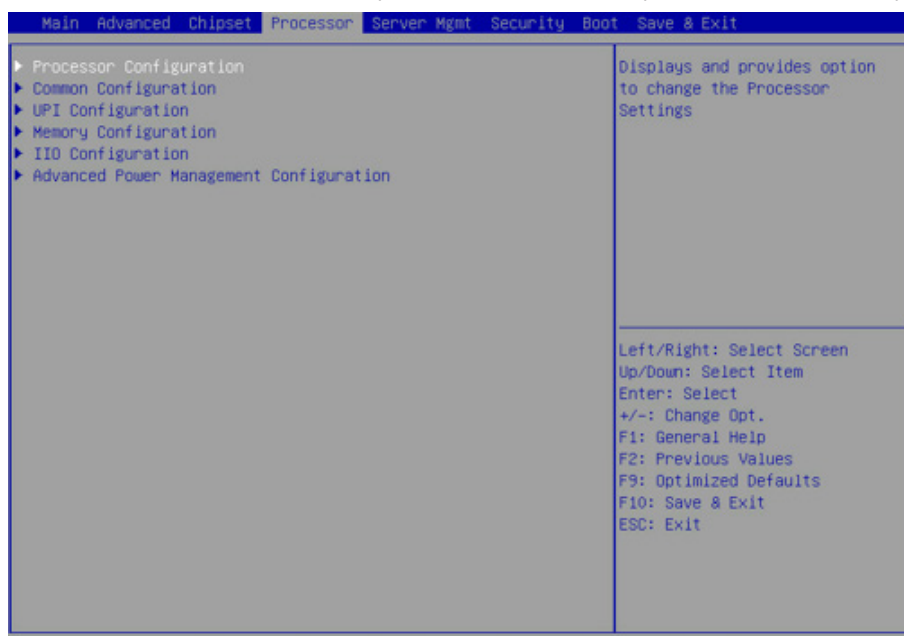 Main Advanced Chipset Processor Server Mgmt Security Boot Save & Exit
Processor Configuration
Common Configuration
UPI Configuration
Memory Configuration
IIO Configuration
Advanced Power Management Configuration
Displays and provides option
to change the Processor
Settings
Left/Right: Select Screen
Up/Down: Select Item
Enter: Select
+/-: Change Opt.
F1: General Help
F2: Previous Values
F9: Optimized Defaults
F10: Save & Exit
ESC: Exit